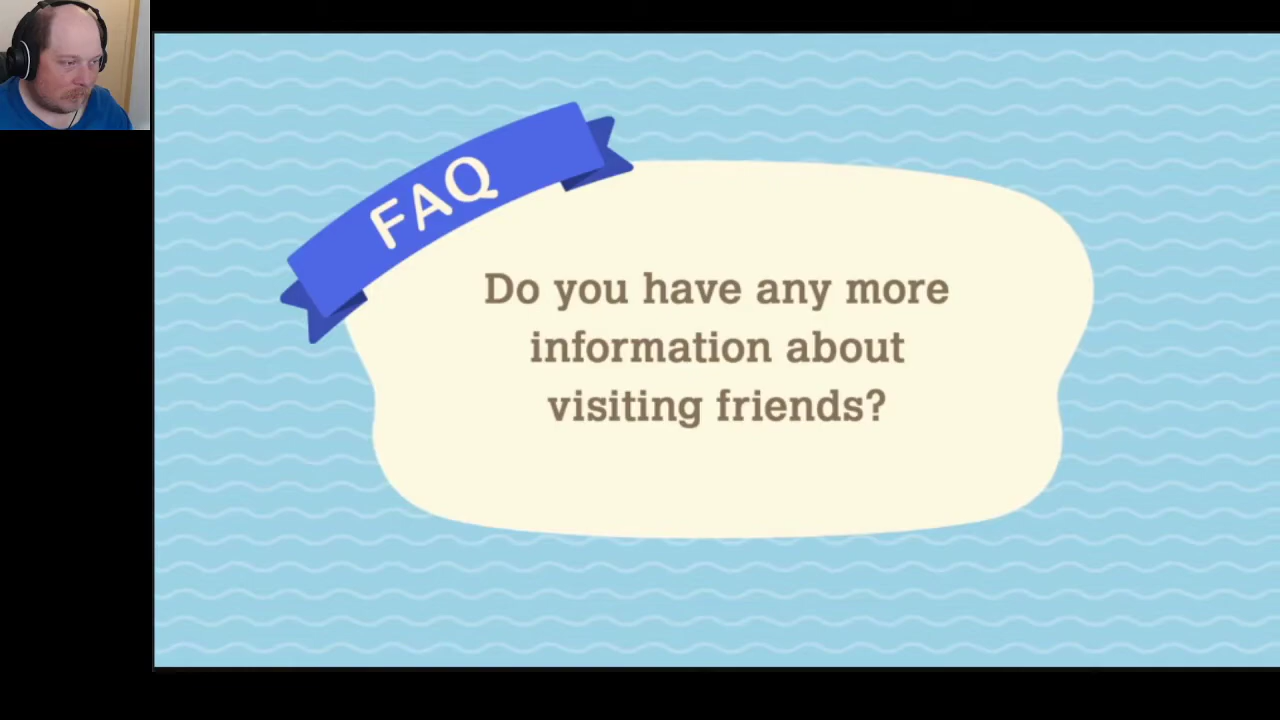 FAQ
Do you have any more
information about
visiting friends?